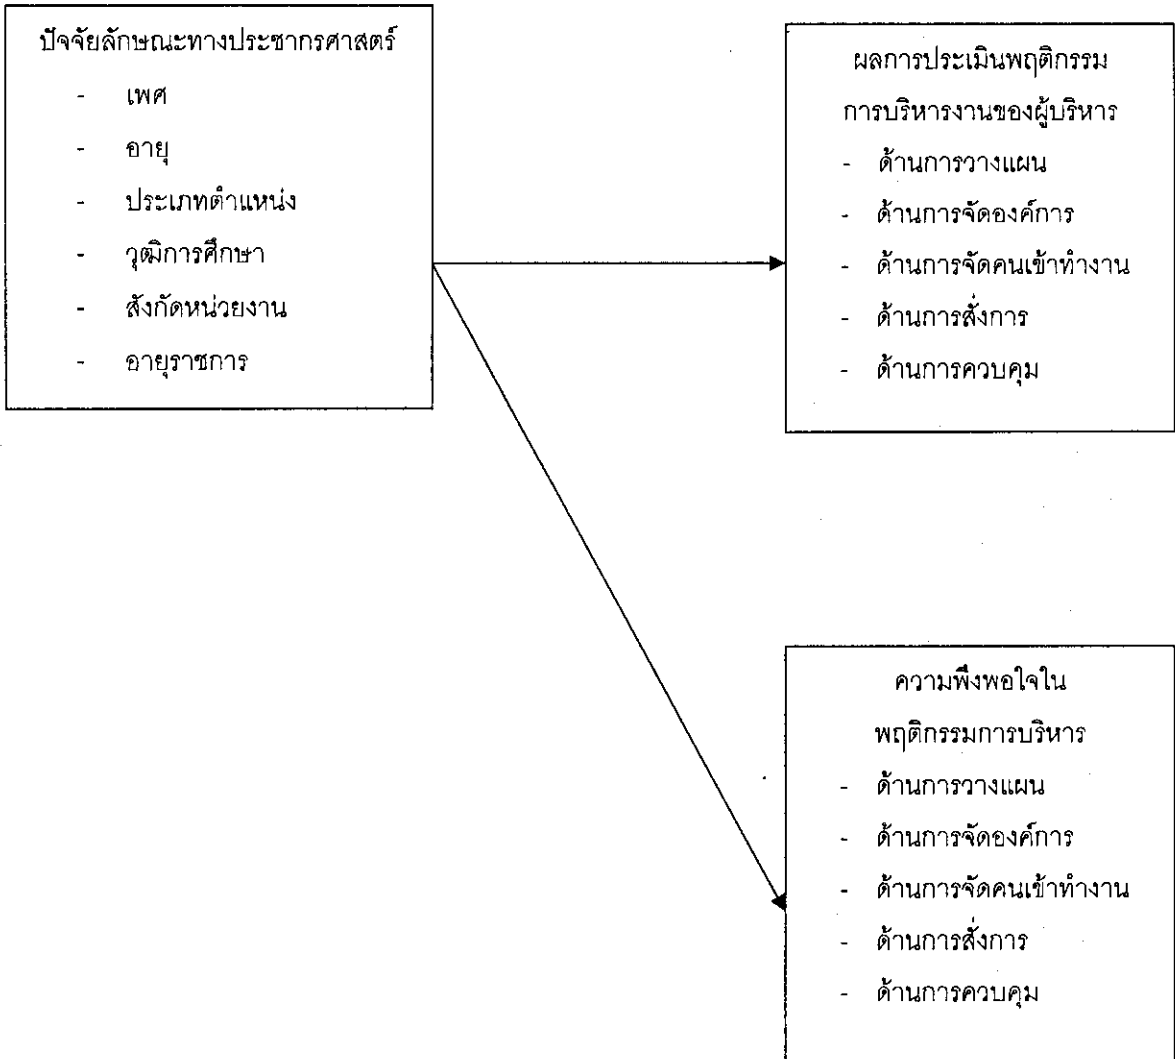 ปัจจัยลักษณะทางประชากรศาสตร์
- เพศ
- อายุ
- ประเภทตำแหน่ง
- วุฒิการศึกษา
- สังกัดหน่วยงาน
- อายุราชการ
ผลการประเมินพฤติกรรม
การบริหารงานของผู้บริหาร
- ด้านการวางแผน
- ด้านการจัดองค์การ
- ด้านการจัดคนเข้าทำงาน
- ด้านการสั่งการ
- ด้านการควบคุม
ความพึงพอใจใน
พฤติกรรมการบริหาร
- ด้านการวางแผน
- ด้านการจัดองค์การ
- ด้านการจัดคนเข้าทำงาน
- ด้านการสั่งการ
- ด้านการควบคุม